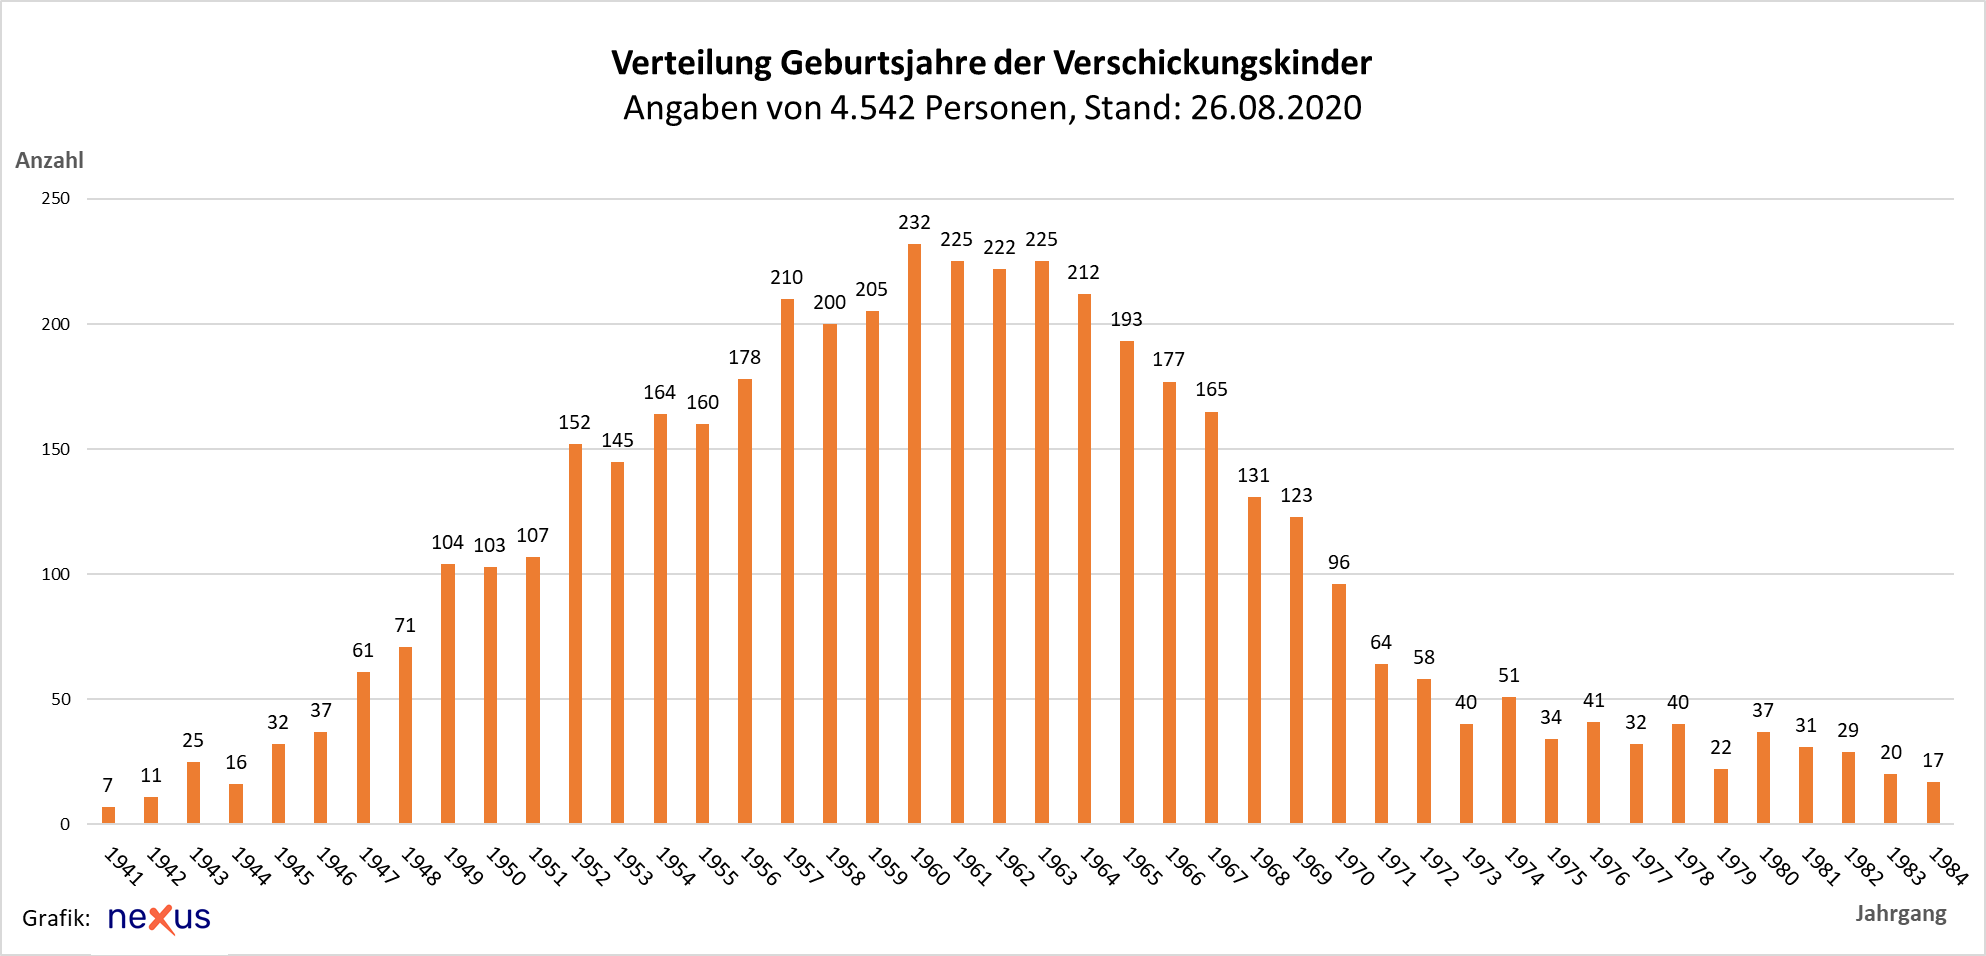 Verteilung Geburtsjahre der Verschickungskinder
Angaben von 4.542 Personen, Stand: 26.08.2020
Anzahl
250
200
150
100
50
0
7 11 25 16 32 37 61 71 104 103 107 152 145 164 160 178 210 200 205 232 225 222 225 212 193 177 165 131 123 96 64 58 40 51 34 41 32 40 22 37 31 29 20 17
1941 1942 1943 1944 1945 1946 1947 1948 1949 1950 1951 1952 1953 1954 1955 1956 1957 1958 1959 1960 1961 1962 1963 1964 1965 1966 1967 1968 1969 1970 1971 1972 1973 1974 1975 1976 1977 1978 1979 1980 1981 1982 1983 1984
Jahrgang
Grafik: nexus